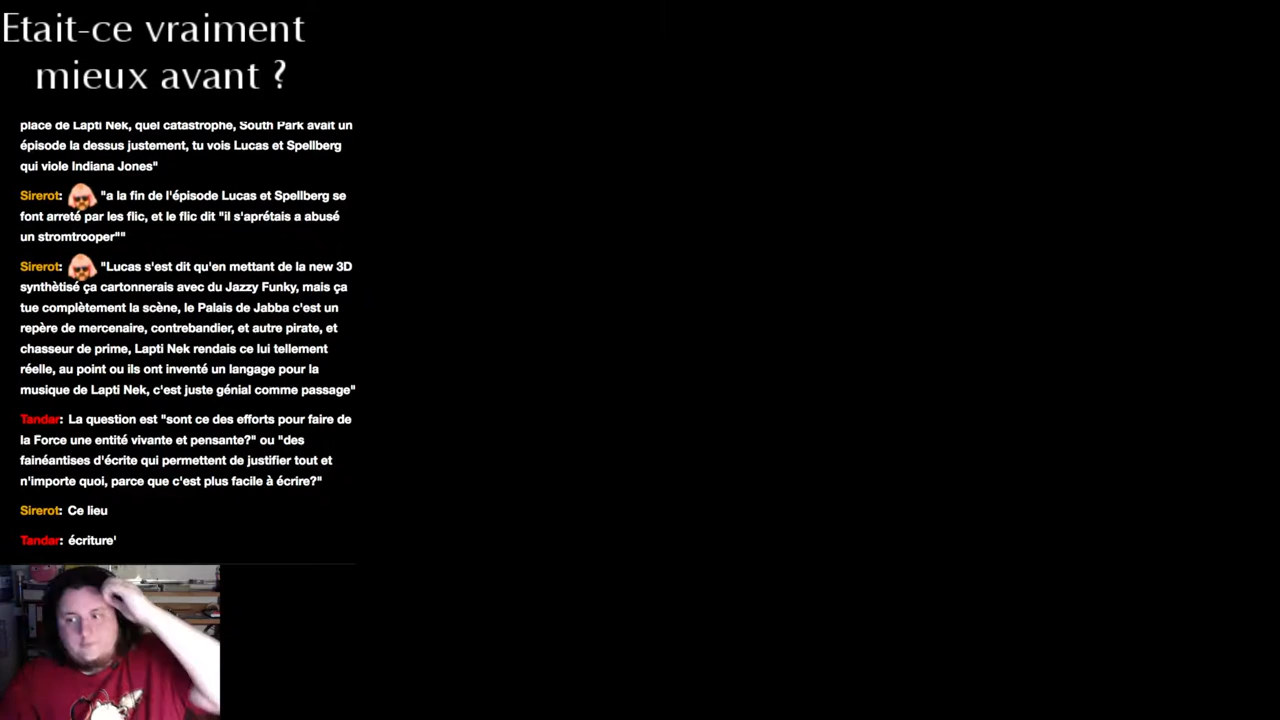 Etait-ce vraiment
mieux avant ?
place de Lapti Nek, quel catastrophe, South Park avait un
épisode la dessus justement, tu vois Lucas et Spellberg
qui viole Indiana Jones"
Sirerot: "a la fin de l'épisode Lucas et Spellberg se
font arreté par les flic, et le flic dit "il s'aprétais a abusé
un stromtrooper""
Sirerot: "Lucas s'est dit qu'en mettant de la new 3D
synthètisé ça cartonnerais avec du Jazzy Funky, mais ça
tue complètement la scène, le Palais de Jabba c'est un
repère de mercenaire, contrebandier, et autre pirate, et
chasseur de prime, Lapti Nek rendais ce lui tellement
réelle, au point ou ils ont inventé un langage pour la
musique de Lapti Nek, c'est juste génial comme passage"
Tandar: La question est "sont ce des efforts pour faire de
la Force une entité vivante et pensante?" ou "des
fainéantises d'écrite qui permettent de justifier tout et
n'importe quoi, parce que c'est plus facile à écrire?"
Sirerot: Ce lieu
Tandar: écriture'